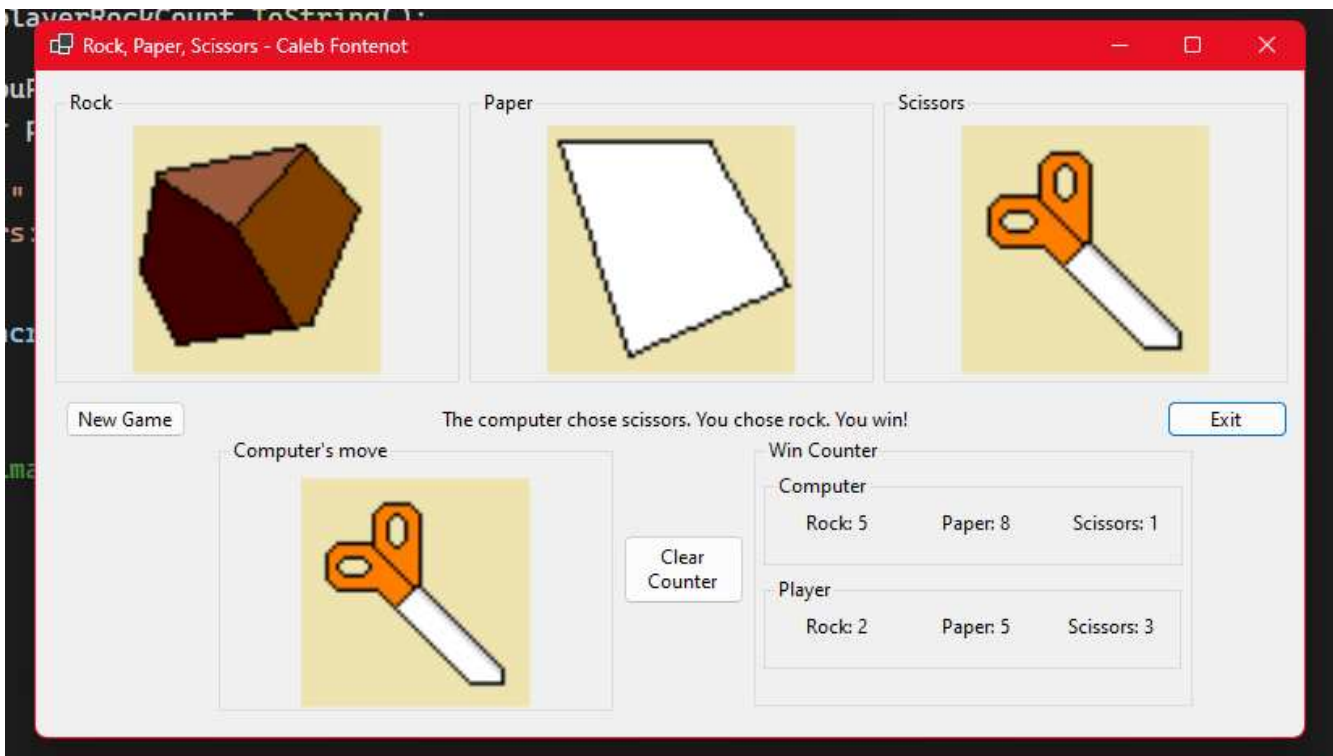 playerRockCount.ToString();
Rock, Paper, Scissors - Caleb Fontenot
Rock
Paper
Scissors
New Game
The computer chose scissors. You chose rock. You win!
Exit
Computer's move
Win Counter
Computer
Rock: 5 Paper: 8 Scissors: 1
Clear
Counter
Player
Rock: 2 Paper: 5 Scissors: 3